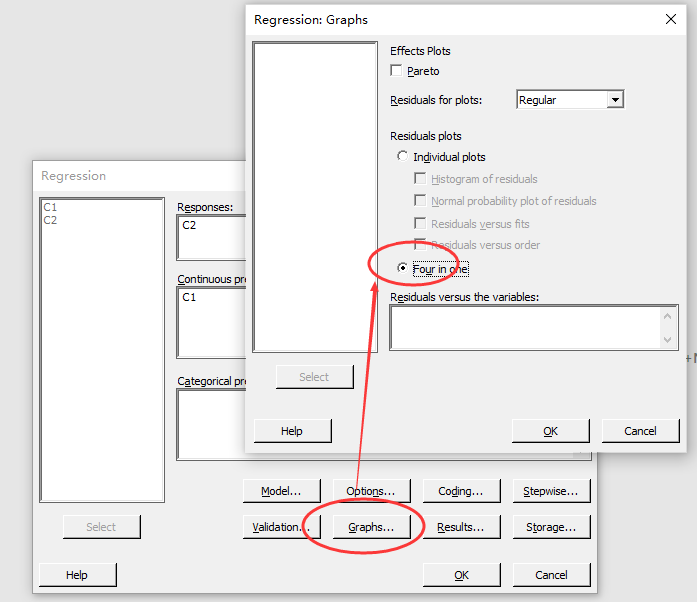 Regression: Graphs
Effects Plots
Pareto
Residuals for plots:
Regular
Residuals plots
Individual plots
Histogram of residuals
Normal probability plot of residuals
Residuals versus fits
Residuals versus order
Four in one
Residuals versus the variables:
Select
Help
OK
Cancel
Regression
C1
C2
Responses:
C2
Continuous pre
C1
Categorical pre
Model...
Options...
Coding...
Stepwise...
Select
Validation...
Graphs...
Results...
Storage...
Help
OK
Cancel